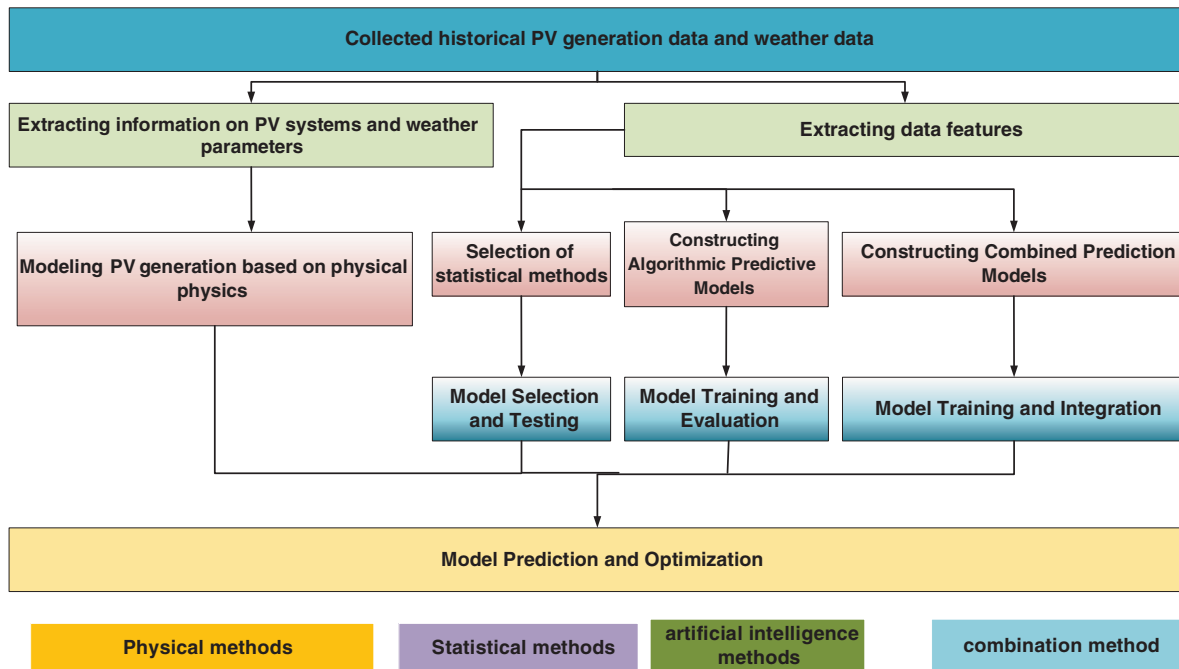 Collected historical PV generation data and weather data
Extracting information on PV systems and weather
parameters
Extracting data features
Modeling PV generation based on physical
physics
Selection of
statistical methods
Constructing
Algorithmic Predictive
Models
Constructing Combined Prediction
Models
Model Selection
and Testing
Model Training and
Evaluation
Model Training and Integration
Model Prediction and Optimization
Physical methods
Statistical methods
artificial intelligence
methods
combination method